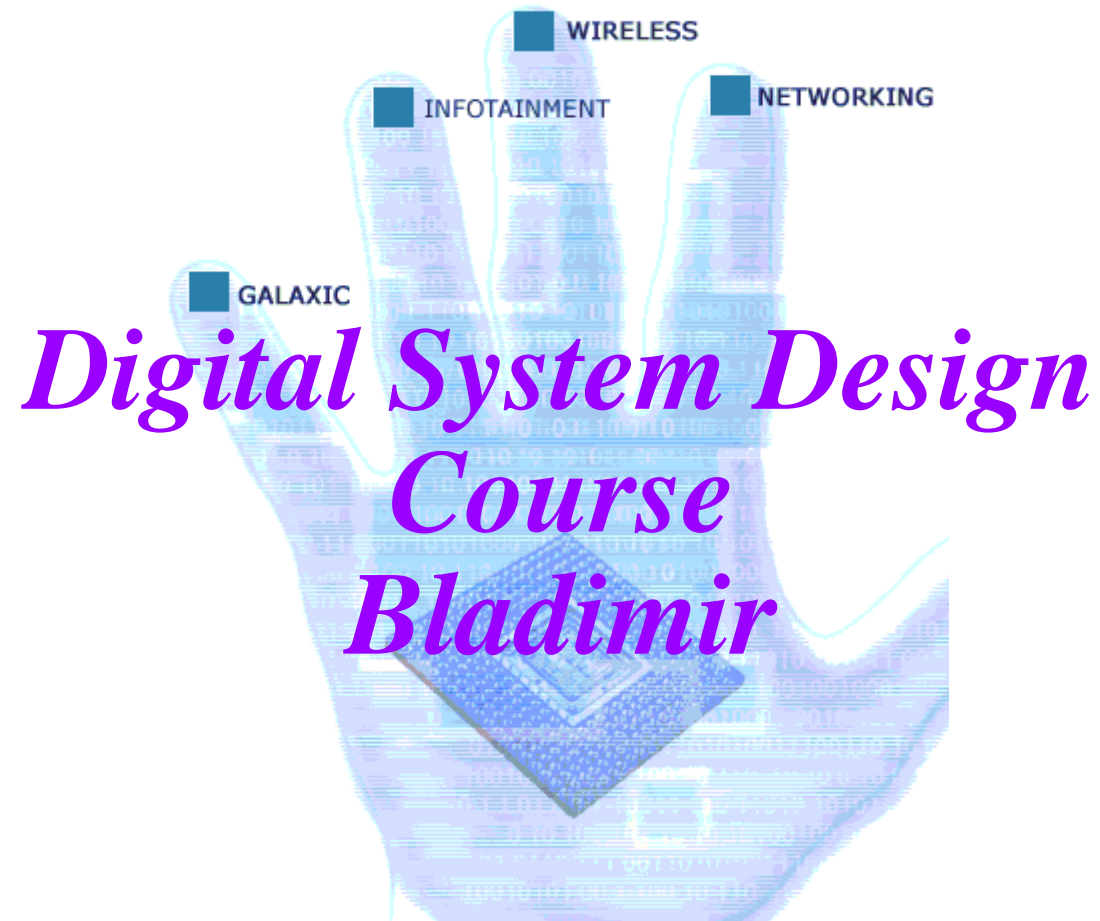 WIRELESS
INFOTAINMENT
NETWORKING
GALAXIC
Digital System Design
Course
Bladimir